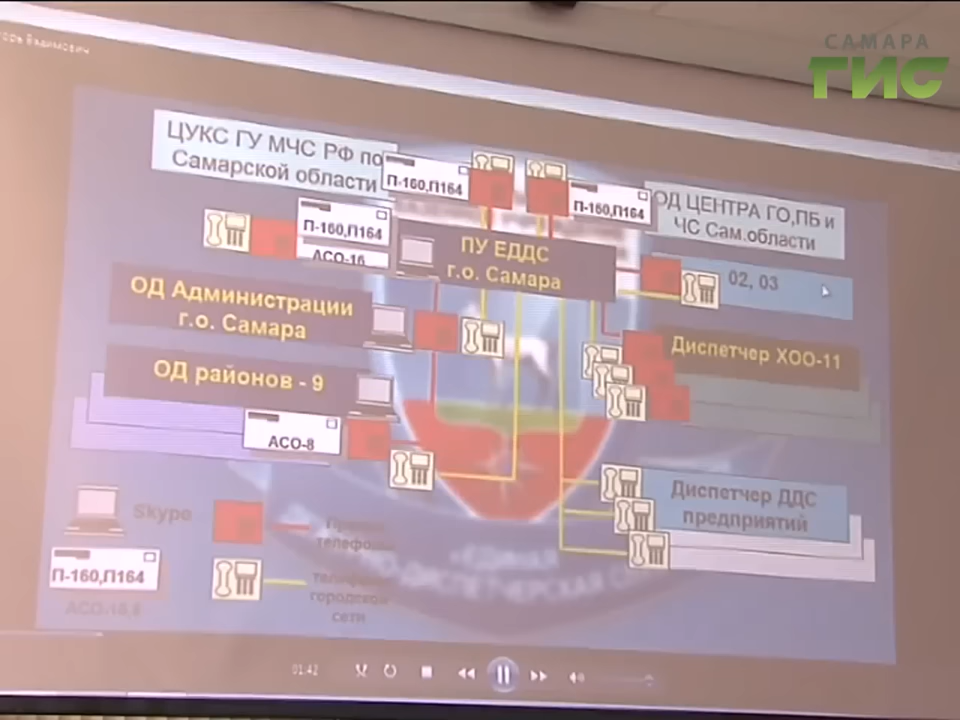 САМАРА
ГИС
ЦУКС ГУ МЧС РФ по
Самарской области
П-160,П164
П-160,П164
ОД ЦЕНТРА ГО,ПБ и
ЧС Сам.области
П-160,П164
АСО-16
ПУ ЕДДС
г.о. Самара
02, 03
ОД Администрации
г.о. Самара
Диспетчер ХОО-11
ОД районов - 9
АСО-8
Диспетчер ДДС
предприятий
Skype
телефоны
«ЕДИНАЯ
П-160,П164
городской
сети
01:42